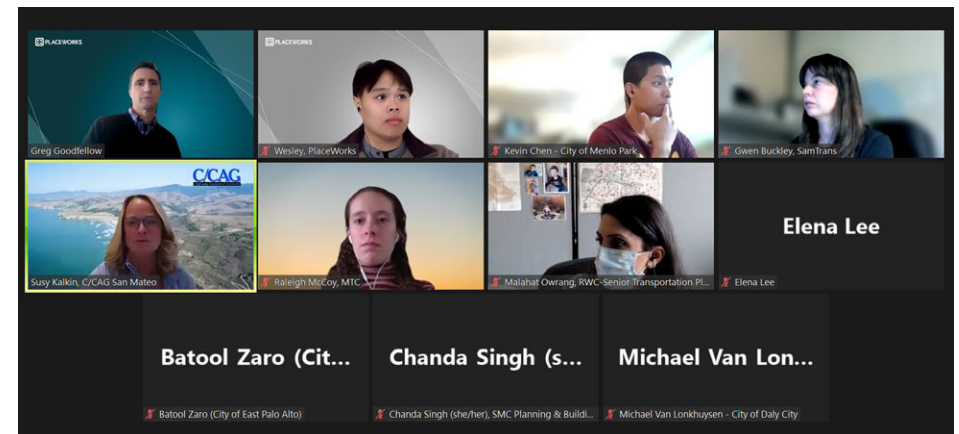 PLACEWORKS
PLACEWORKS
Greg Goodfellow
Wesley, PlaceWorks
Kevin Chen - City of Menlo Park
Gwen Buckley, SamTrans
C/CAG
Susy Kalkin, C/CAG San Mateo
Raleigh McCoy, MTC
Malahat Owrang, RWC-Senior Transportation Pl...
Elena Lee
Elena Lee
Batool Zaro (Cit...
Batool Zaro (City of East Palo Alto)
Chanda Singh (s...
Chanda Singh (she/her), SMC Planning & Buildi...
Michael Van Lon...
Michael Van Lonkhuysen - City of Daly City